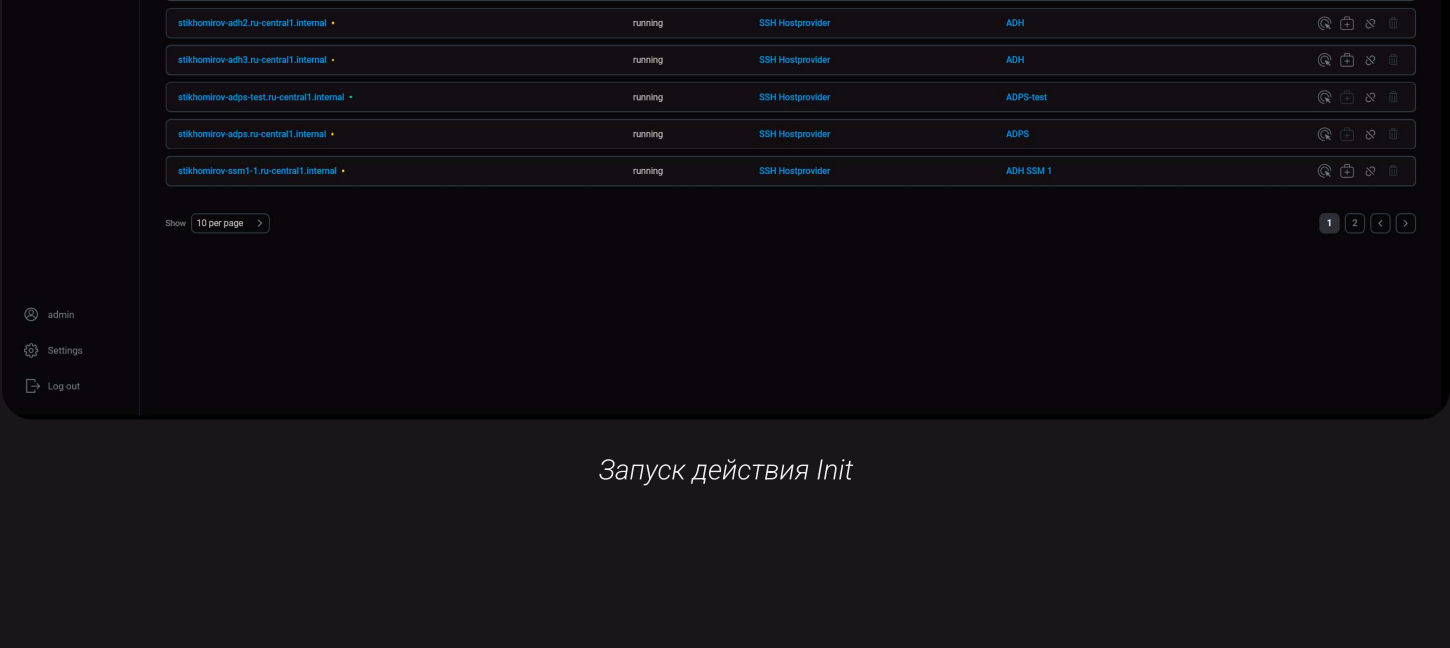 stikhomirov-adh2.ru-central1.internal running SSH Hostprovider ADH
stikhomirov-adh3.ru-central1.internal running SSH Hostprovider ADH
stikhomirov-adps-test.ru-central1.internal running SSH Hostprovider ADPS-test
stikhomirov-adps.ru-central1.internal running SSH Hostprovider ADPS
stikhomirov-ssm1-1.ru-central1.internal running SSH Hostprovider ADH SSM 1
Show 10 per page 1 2
admin
Settings
Log out
Запуск действия Init